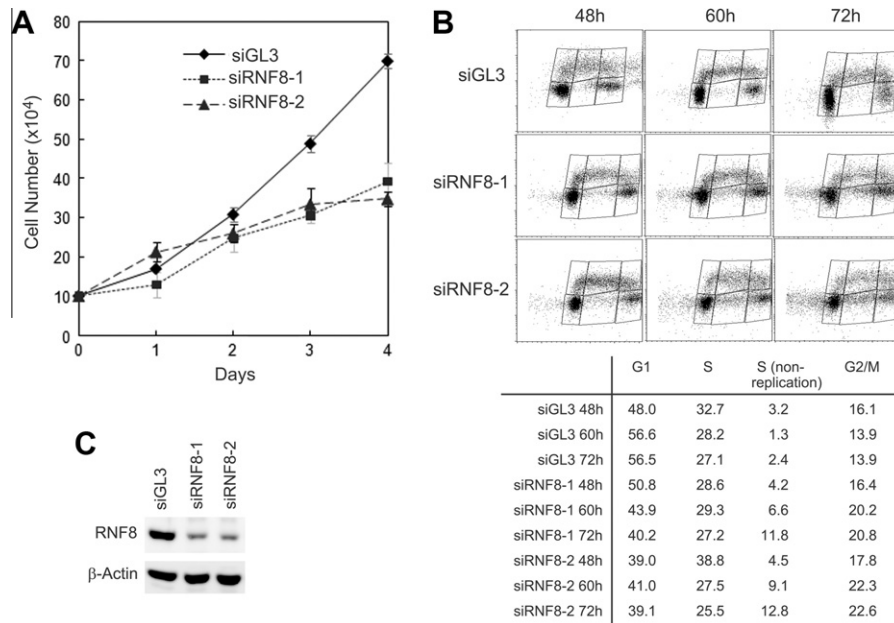 A
80
70
60
50
40
30
20
10
0
Cell Number (x10⁴)
siGL3
siRNF8-1
siRNF8-2
0 1 2 3 4
Days
B
48h 60h 72h
siGL3
siRNF8-1
siRNF8-2
G1 S S (non-replication) G2/M
siGL3 48h 48.0 32.7 3.2 16.1
siGL3 60h 56.6 28.2 1.3 13.9
siGL3 72h 56.5 27.1 2.4 13.9
siRNF8-1 48h 50.8 28.6 4.2 16.4
siRNF8-1 60h 43.9 29.3 6.6 20.2
siRNF8-1 72h 40.2 27.2 11.8 20.8
siRNF8-2 48h 39.0 38.8 4.5 17.8
siRNF8-2 60h 41.0 27.5 9.1 22.3
siRNF8-2 72h 39.1 25.5 12.8 22.6
C
siGL3
siRNF8-1
siRNF8-2
RNF8
β-Actin